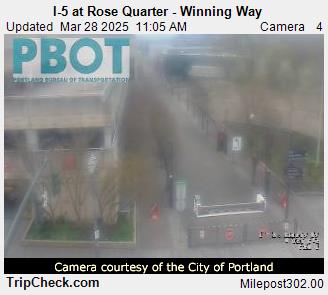 I-5 at Rose Quarter - Winning Way
Updated Mar 28 2025 11:05 AM Camera 4
PBOT
PORTLAND BUREAU OF TRANSPORTATION
Camera courtesy of the City of Portland
TripCheck.com Milepost302.00